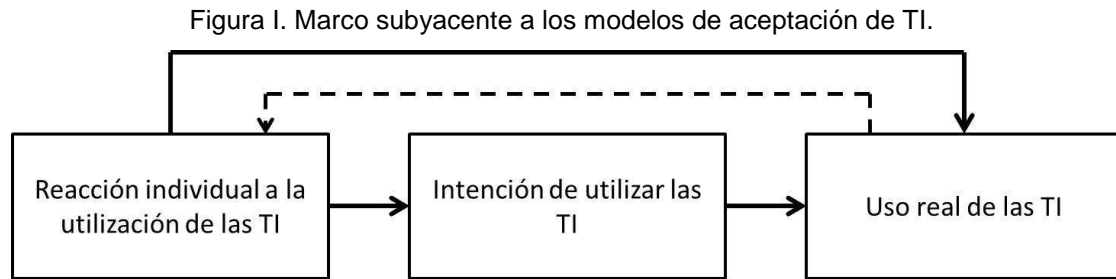 Figura I. Marco subyacente a los modelos de aceptación de TI.
Reacción individual a la
utilización de las TI
Intención de utilizar las
TI
Uso real de las TI